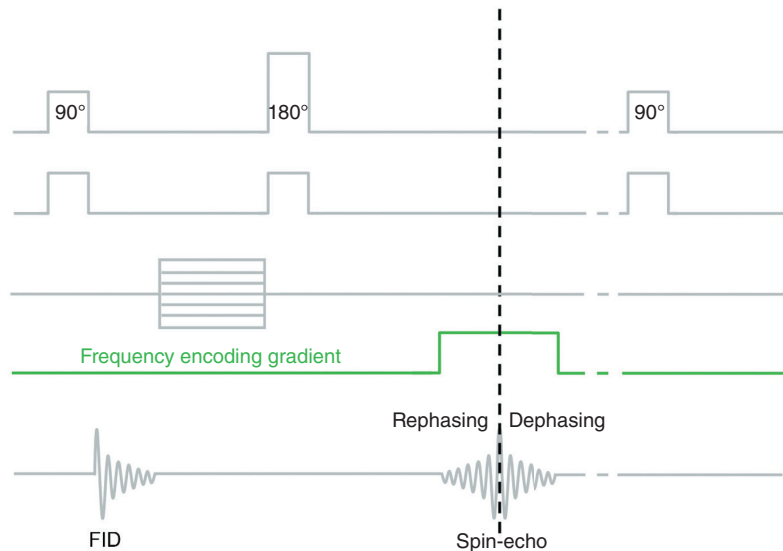 90° 180° 90°
Frequency encoding gradient
Rephasing Dephasing
FID Spin-echo